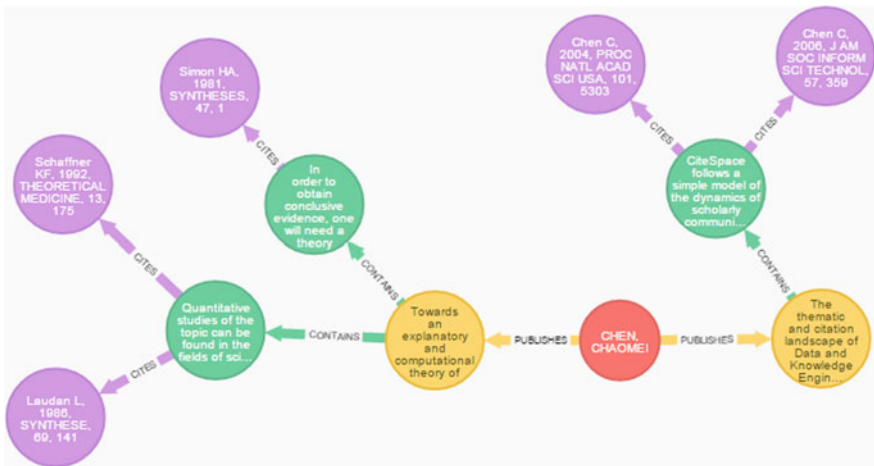 Simon HA,
1981,
SYNTHESES,
47, 1
Chen C,
2004, PROC
NATL ACAD
SCI USA, 101,
5303
Chen C,
2006, J AM
SOC INFORM
SCI TECHNOL,
57, 359
CITES
CITES
CITES
Schaffner
KF, 1992,
THEORETICAL
MEDICINE, 13,
175
In
order to
obtain
conclusive
evidence, one
will need a
theory
CiteSpace
follows a
simple model of
the dynamics of
scholarly
communi...
CITES
CONTAINS
CONTAINS
Quantitative
studies of the
topic can be
found in the
fields of sci...
CONTAINS
Towards
an
explanatory
and
computational
theory of
PUBLISHES
CHEN,
CHAOMEI
PUBLISHES
The
thematic
and citation
landscape of
Data and
Knowledge
Engin...
CITES
Laudan L,
1986,
SYNTHESE,
69, 141